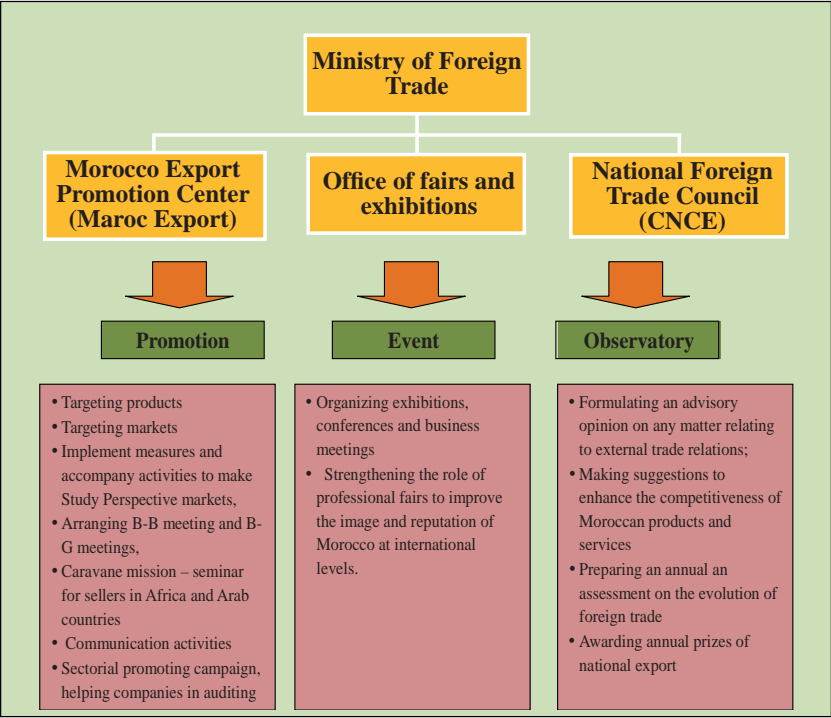 Ministry of Foreign
Trade
Morocco Export
Promotion Center
(Maroc Export)
Office of fairs and
exhibitions
National Foreign
Trade Council
(CNCE)
Promotion
Event
Observatory
• Targeting products
• Targeting markets
• Implement measures and
accompany activities to make
Study Perspective markets,
• Arranging B-B meeting and B-
G meetings,
• Caravane mission – seminar
for sellers in Africa and Arab
countries
• Communication activities
• Sectorial promoting campaign,
helping companies in auditing
• Organizing exhibitions,
conferences and business
meetings
• Strengthening the role of
professional fairs to improve
the image and reputation of
Morocco at international
levels.
• Formulating an advisory
opinion on any matter relating
to external trade relations;
• Making suggestions to
enhance the competitiveness of
Moroccan products and
services
• Preparing an annual an
assessment on the evolution of
foreign trade
• Awarding annual prizes of
national export